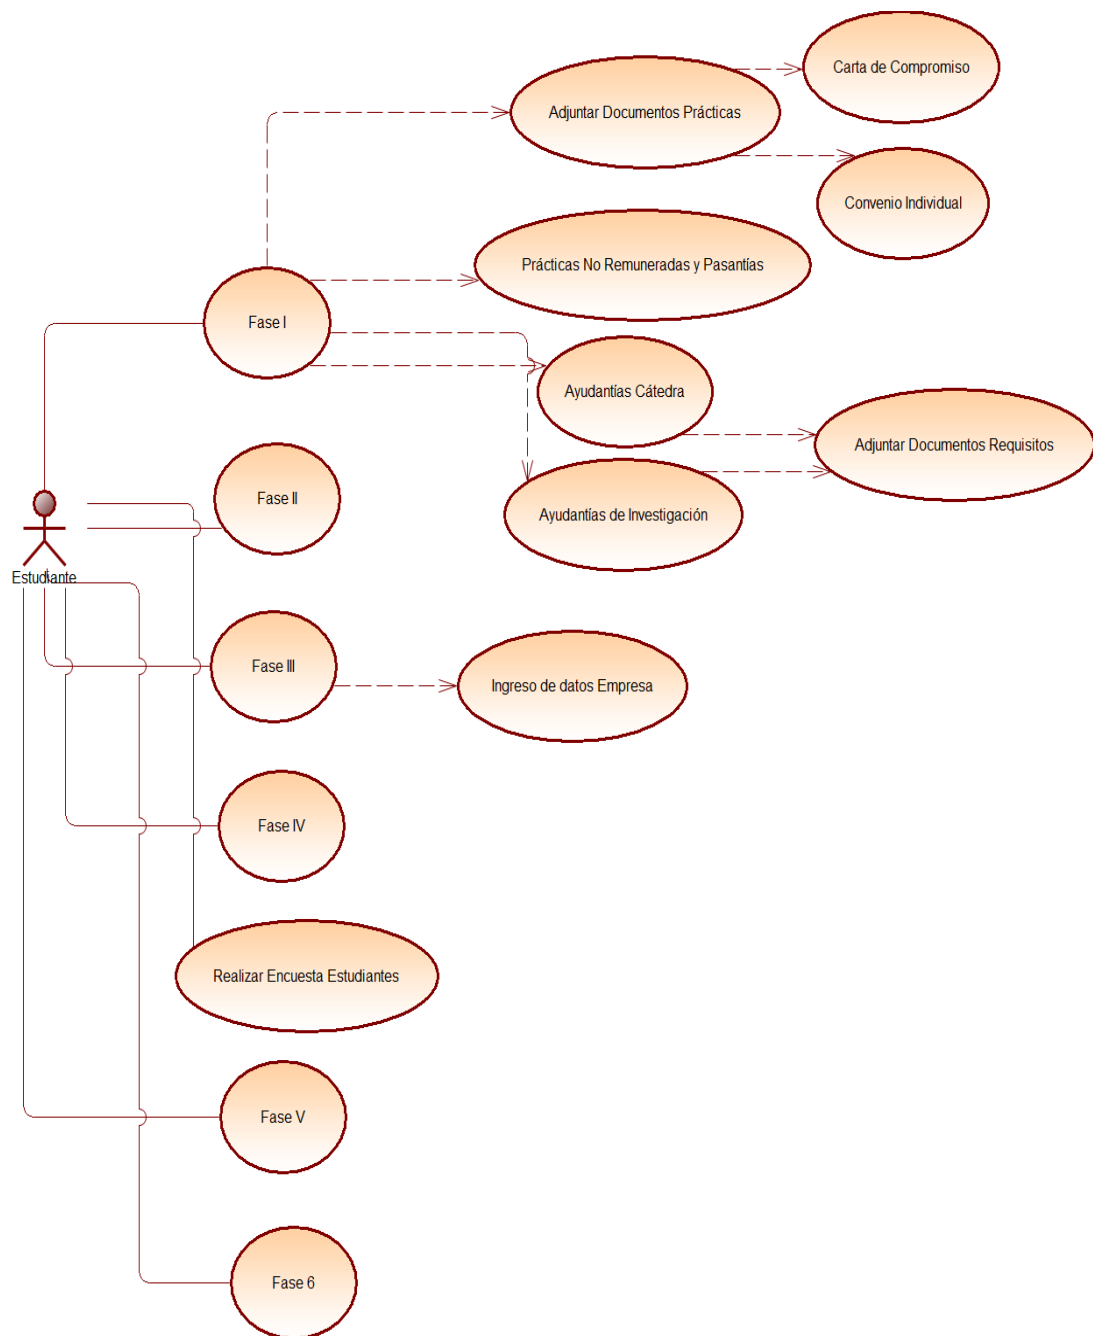 Carta de Compromiso
Adjuntar Documentos Prácticas
Convenio Individual
Prácticas No Remuneradas y Pasantías
Fase I
Ayudantías Cátedra
Adjuntar Documentos Requisitos
Fase II
Ayudantías de Investigación
Estudiante
Fase III
Ingreso de datos Empresa
Fase IV
Realizar Encuesta Estudiantes
Fase V
Fase 6